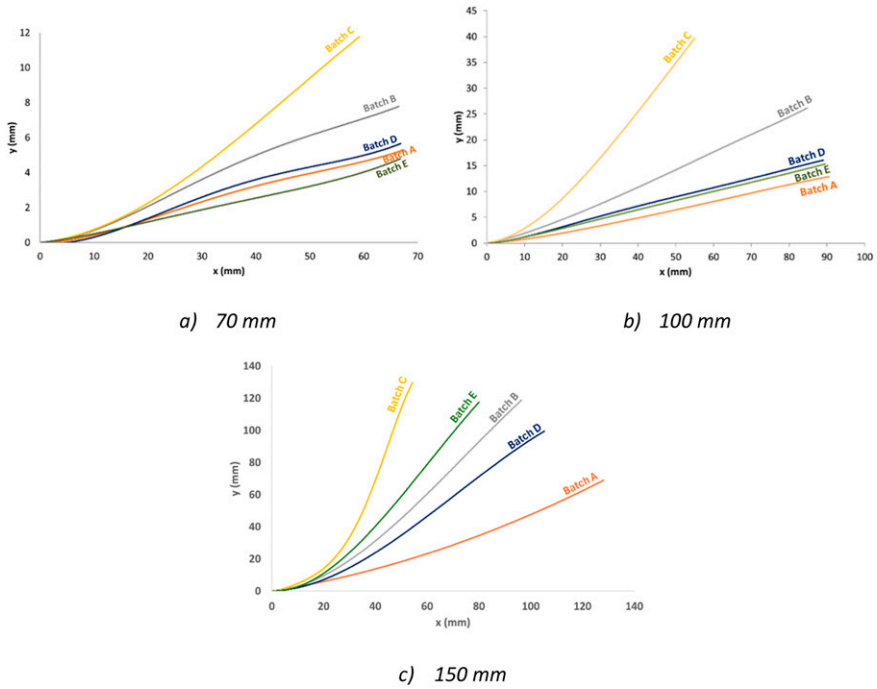 12
10
8
6
4
2
0
y (mm)
Batch C
Batch B
Batch D
Batch A
Batch E
0 10 20 30 40 50 60 70
x (mm)
a) 70 mm
45
40
35
30
25
20
15
10
5
0
y (mm)
Batch C
Batch B
Batch D
Batch E
Batch A
0 10 20 30 40 50 60 70 80 90 100
x (mm)
b) 100 mm
140
120
100
80
60
40
20
0
y (mm)
Batch C
Batch E
Batch B
Batch D
Batch A
0 20 40 60 80 100 120 140
x (mm)
c) 150 mm